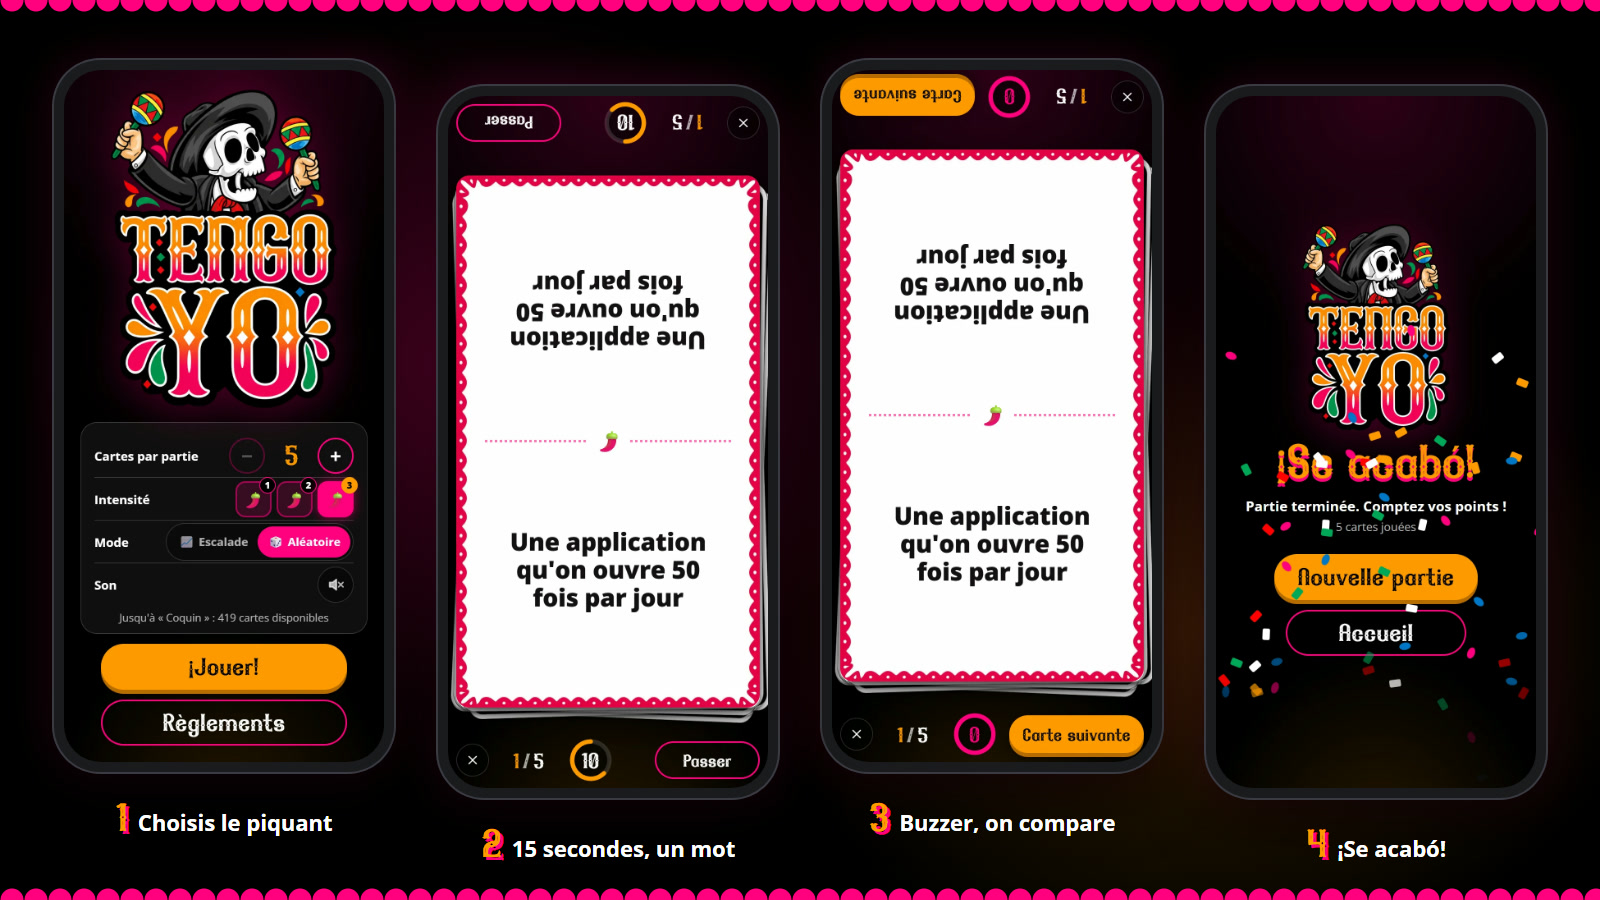 TENGO
YO
Cartes par partie − 5 +
Intensité 1 2 3
Mode Escalade Aléatoire
Son
Jusqu'à « Coquin » : 419 cartes disponibles
¡Jouer!
Règlements
1 Choisis le piquant
Passer 10 1/5 ×
Une application
qu'on ouvre 50
fois par jour
Une application
qu'on ouvre 50
fois par jour
× 1/5 10 Passer
2 15 secondes, un mot
Carte suivante 0 1/5 ×
Une application
qu'on ouvre 50
fois par jour
Une application
qu'on ouvre 50
fois par jour
× 1/5 0 Carte suivante
3 Buzzer, on compare
TENGO
YO
¡Se acabó!
Partie terminée. Comptez vos points !
5 cartes jouées
Nouvelle partie
Accueil
4 ¡Se acabó!